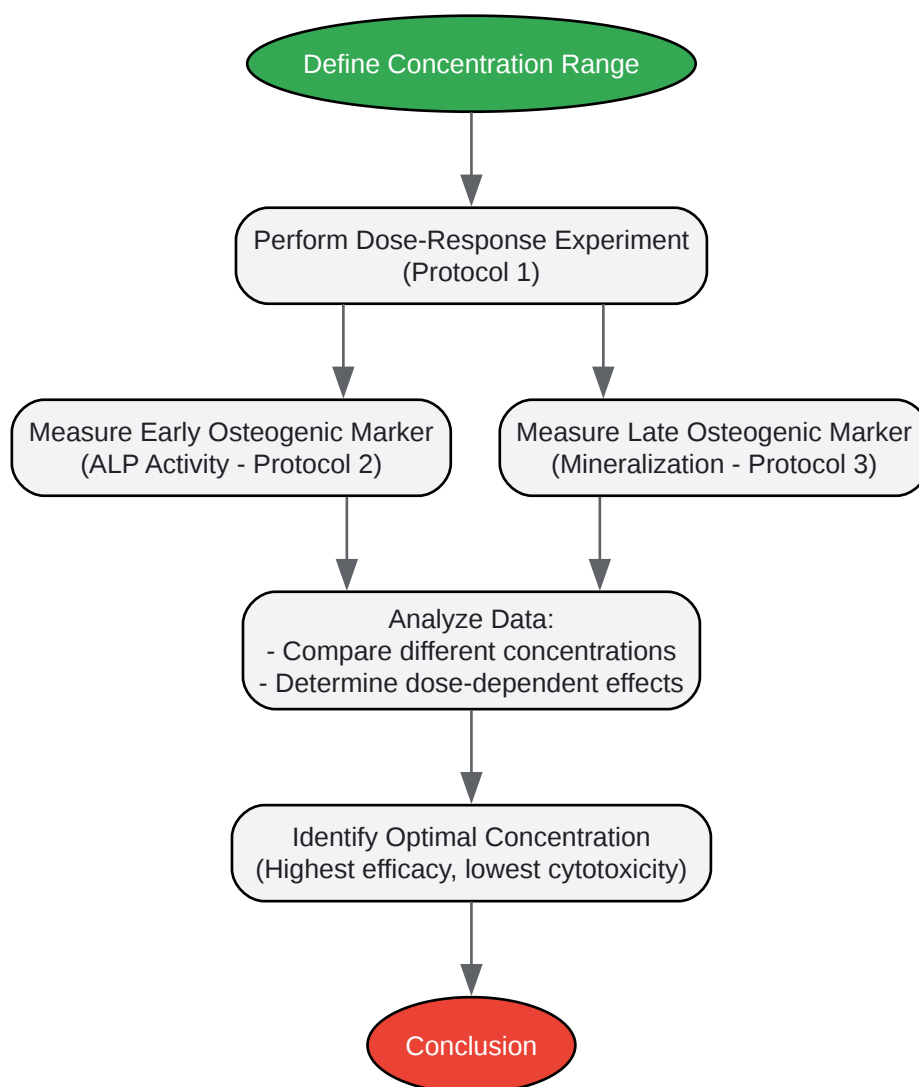 Define Concentration Range
Perform Dose-Response Experiment
(Protocol 1)
Measure Early Osteogenic Marker
(ALP Activity - Protocol 2)
Measure Late Osteogenic Marker
(Mineralization - Protocol 3)
Analyze Data:
- Compare different concentrations
- Determine dose-dependent effects
Identify Optimal Concentration
(Highest efficacy, lowest cytotoxicity)
Conclusion